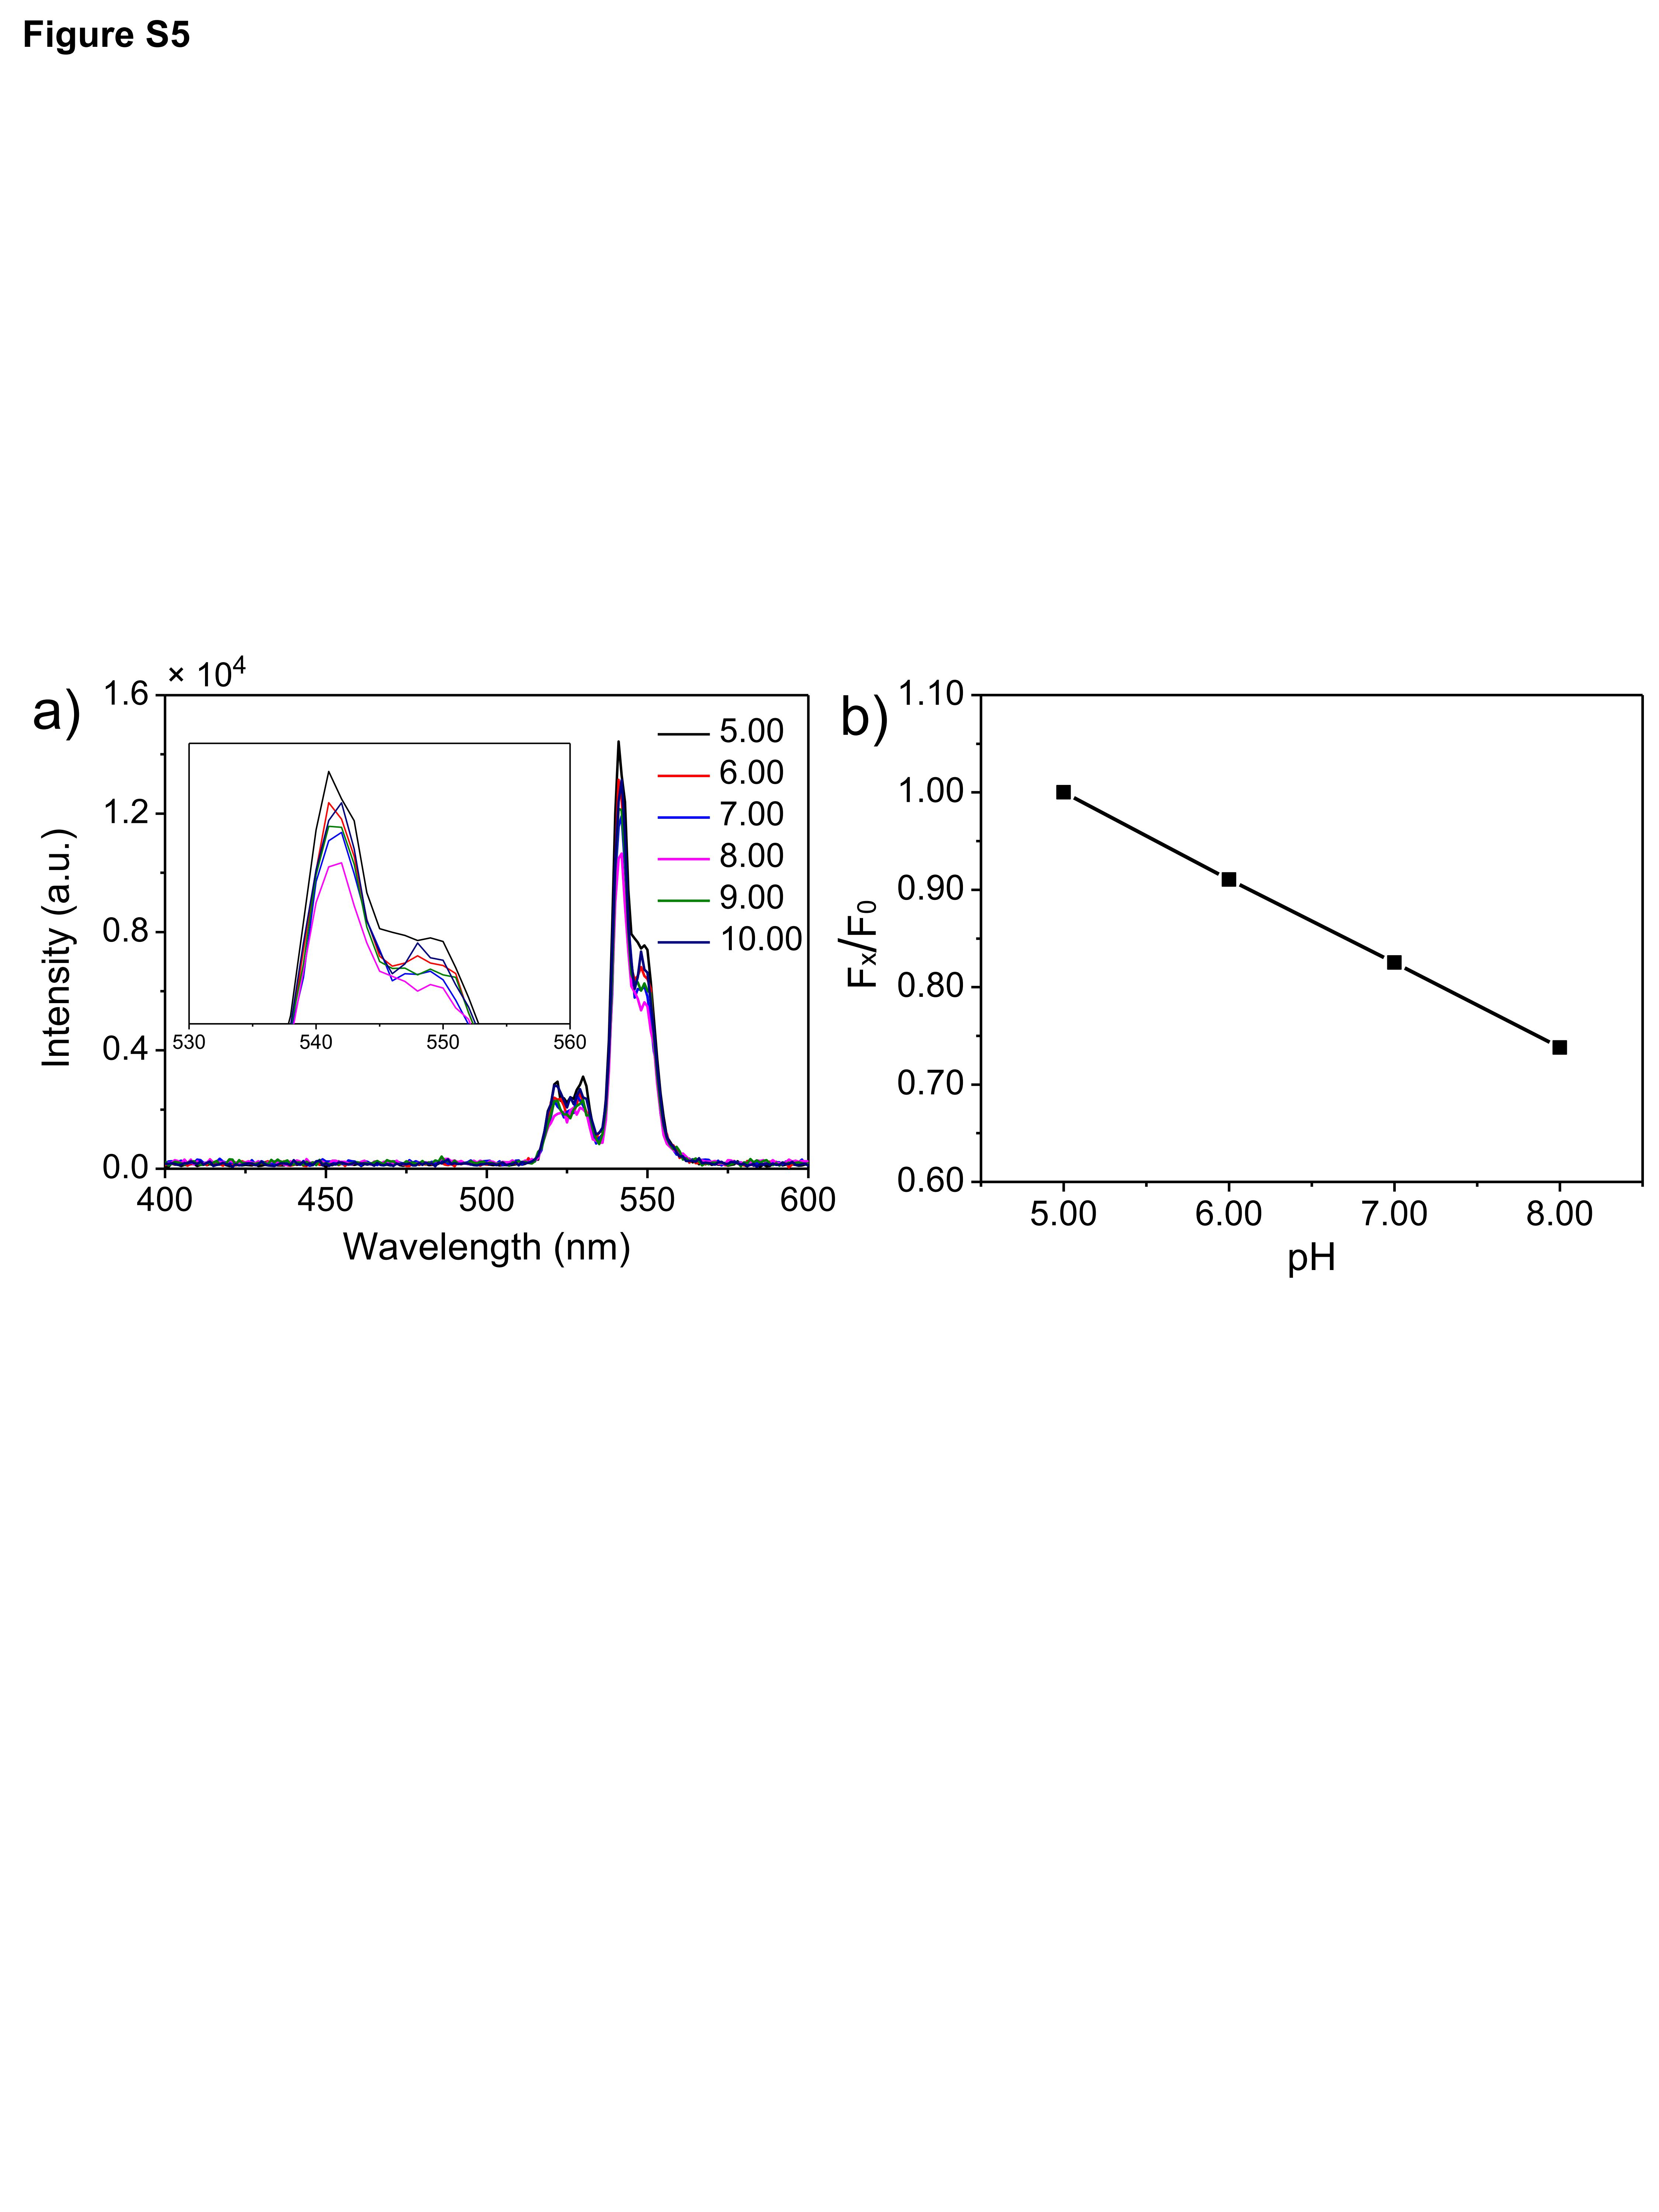 Figure S5
a)
× 10⁴
1.6
1.2
0.8
0.4
0.0
Intensity (a.u.)
5.00
6.00
7.00
8.00
9.00
10.00
530 540 550 560
400 450 500 550 600
Wavelength (nm)
b)
1.10
1.00
0.90
0.80
0.70
0.60
Fx/F0
5.00 6.00 7.00 8.00
pH